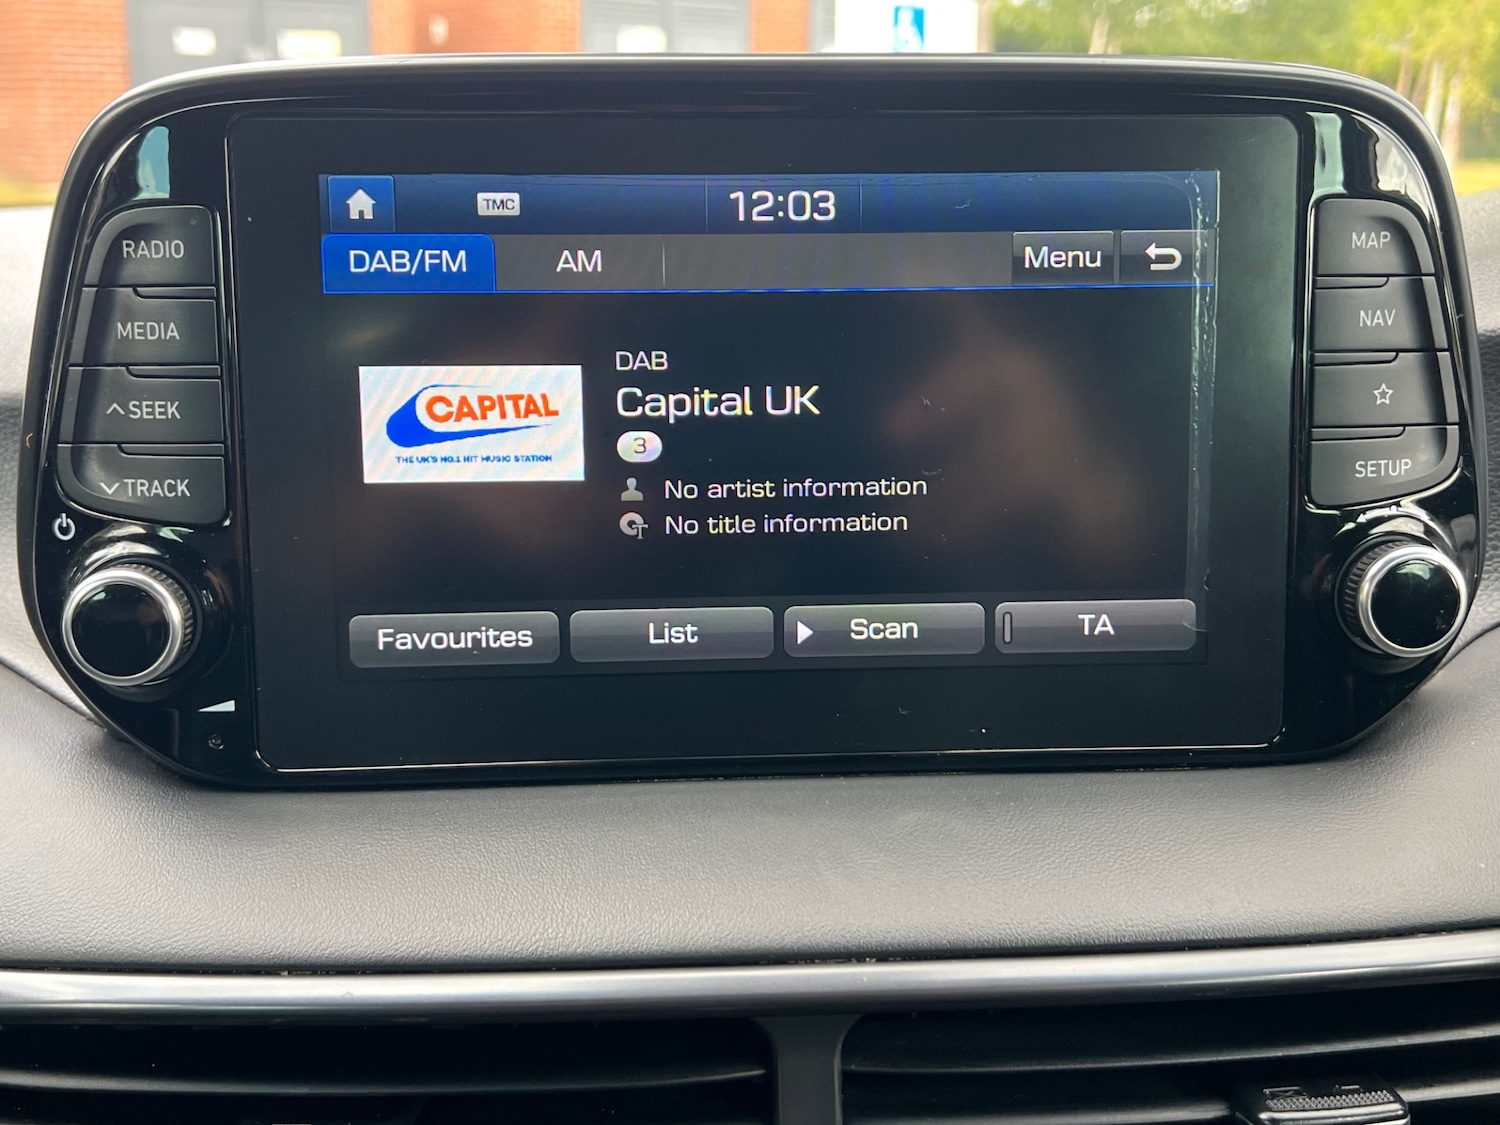 TMC
12:03
DAB/FM
AM
Menu
RADIO
MEDIA
SEEK
TRACK
MAP
NAV
SETUP
CAPITAL
THE UK'S NO.1 HIT MUSIC STATION
DAB
Capital UK
3
No artist information
No title information
Favourites
List
Scan
TA